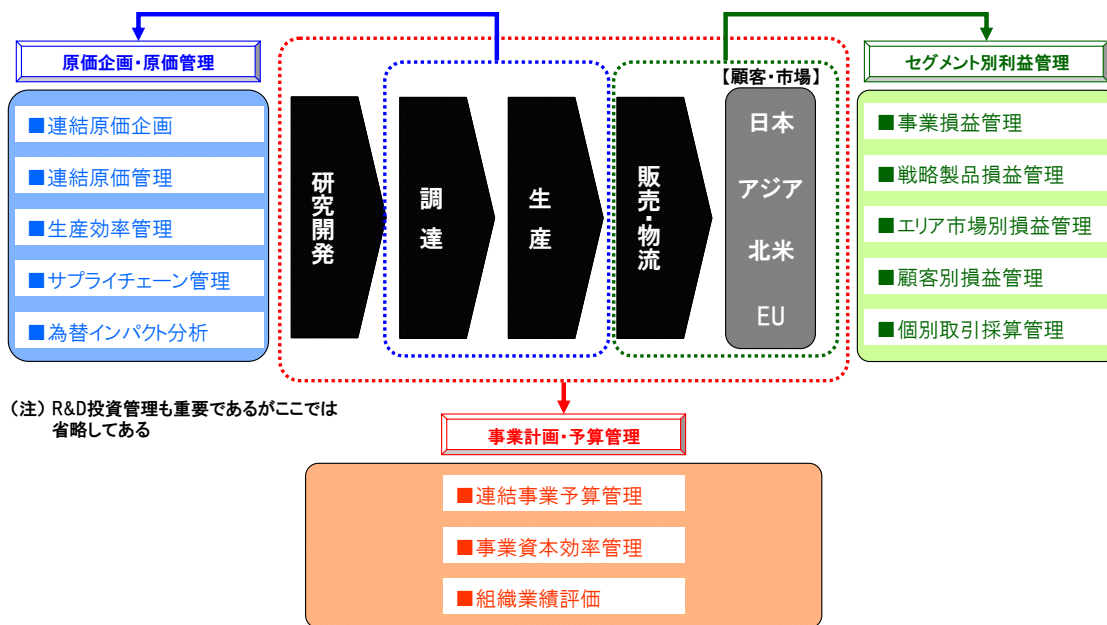 原価企画・原価管理
■連結原価企画
■連結原価管理
■生産効率管理
■サプライチェーン管理
■為替インパクト分析
(注) R&D投資管理も重要であるがここでは
省略してある
研究開発
調達
生産
販売・物流
【顧客・市場】
日本
アジア
北米
EU
セグメント別利益管理
■事業損益管理
■戦略製品損益管理
■エリア市場別損益管理
■顧客別損益管理
■個別取引採算管理
事業計画・予算管理
■連結事業予算管理
■事業資本効率管理
■組織業績評価